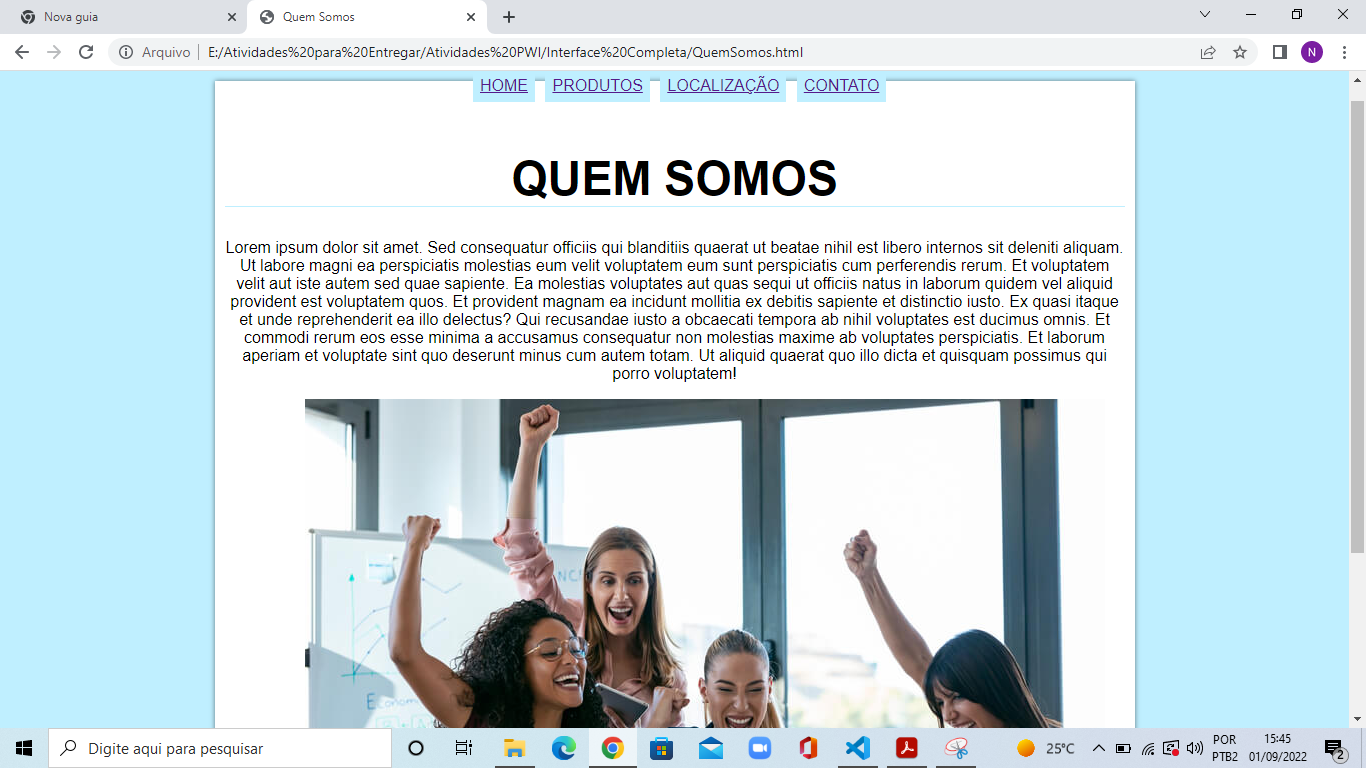 Nova guia
Quem Somos
Arquivo
E:/Atividades%20para%20Entregar/Atividades%20PWI/Interface%20Completa/QuemSomos.html
N
HOME
PRODUTOS
LOCALIZAÇÃO
CONTATO
QUEM SOMOS
Lorem ipsum dolor sit amet. Sed consequatur officiis qui blanditiis quaerat ut beatae nihil est libero internos sit deleniti aliquam.
Ut labore magni ea perspiciatis molestias eum velit voluptatem eum sunt perspiciatis cum perferendis rerum. Et voluptatem
velit aut iste autem sed quae sapiente. Ea molestias voluptates aut quas sequi ut officiis natus in laborum quidem vel aliquid
provident est voluptatem quos. Et provident magnam ea incidunt mollitia ex debitis sapiente et distinctio iusto. Ex quasi itaque
et unde reprehenderit ea illo delectus? Qui recusandae iusto a obcaecati tempora ab nihil voluptates est ducimus omnis. Et
commodi rerum eos esse minima a accusamus consequatur non molestias maxime ab voluptates perspiciatis. Et laborum
aperiam et voluptate sint quo deserunt minus cum autem totam. Ut aliquid quaerat quo illo dicta et quisquam possimus qui
porro voluptatem!
Digite aqui para pesquisar
25°C
POR
PTB2
15:45
01/09/2022
2